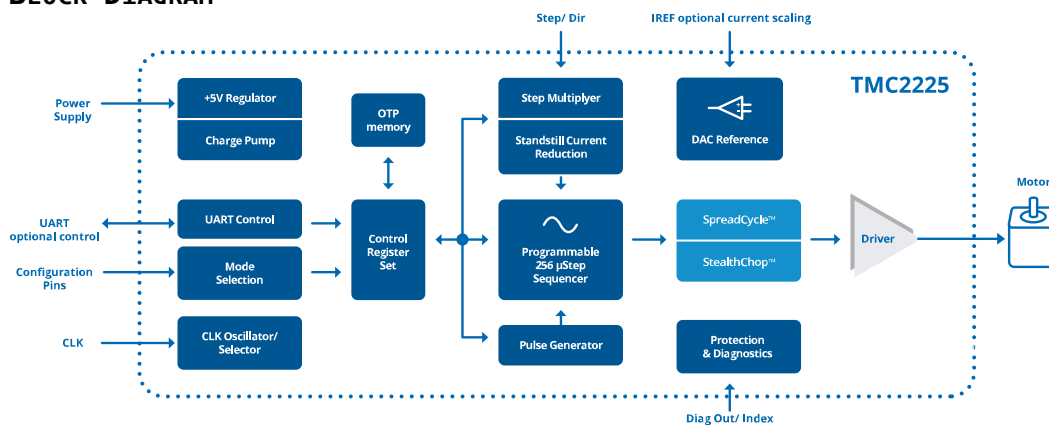 BLOCK DIAGRAM
Step/ Dir
IREF optional current scaling
TMC2225
Power
Supply
+5V Regulator
Charge Pump
OTP
memory
Step Multiplyer
Standstill Current
Reduction
DAC Reference
Motor
UART
optional control
UART Control
Control
Register
Set
Programmable
256 µStep
Sequencer
SpreadCycle™
StealthChop™
Driver
Configuration
Pins
Mode
Selection
CLK
CLK Oscillator/
Selector
Pulse Generator
Protection
& Diagnostics
Diag Out/ Index